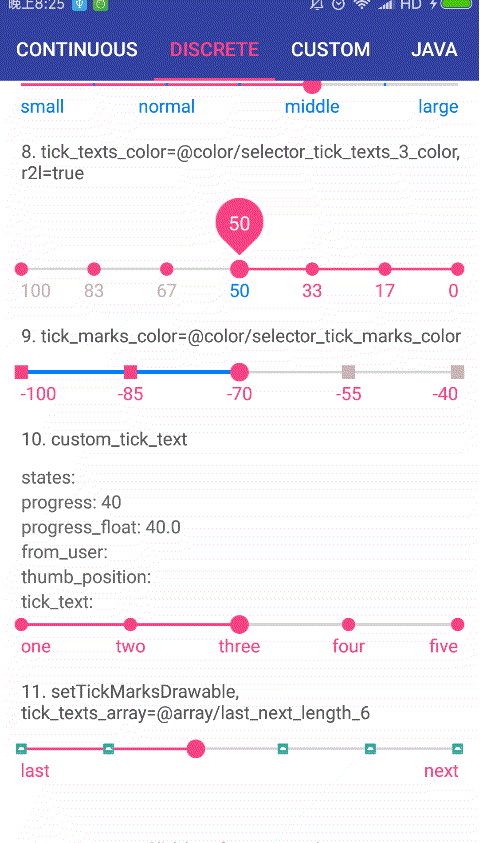 晚上8:25 HD
CONTINUOUS DISCRETE CUSTOM JAVA
small normal middle large
8. tick_texts_color=@color/selector_tick_texts_3_color,
r2l=true
50
100 83 67 50 33 17 0
9. tick_marks_color=@color/selector_tick_marks_color
-100 -85 -70 -55 -40
10. custom_tick_text
states:
progress: 40
progress_float: 40.0
from_user:
thumb_position:
tick_text:
one two three four five
11. setTickMarksDrawable,
tick_texts_array=@array/last_next_length_6
last next